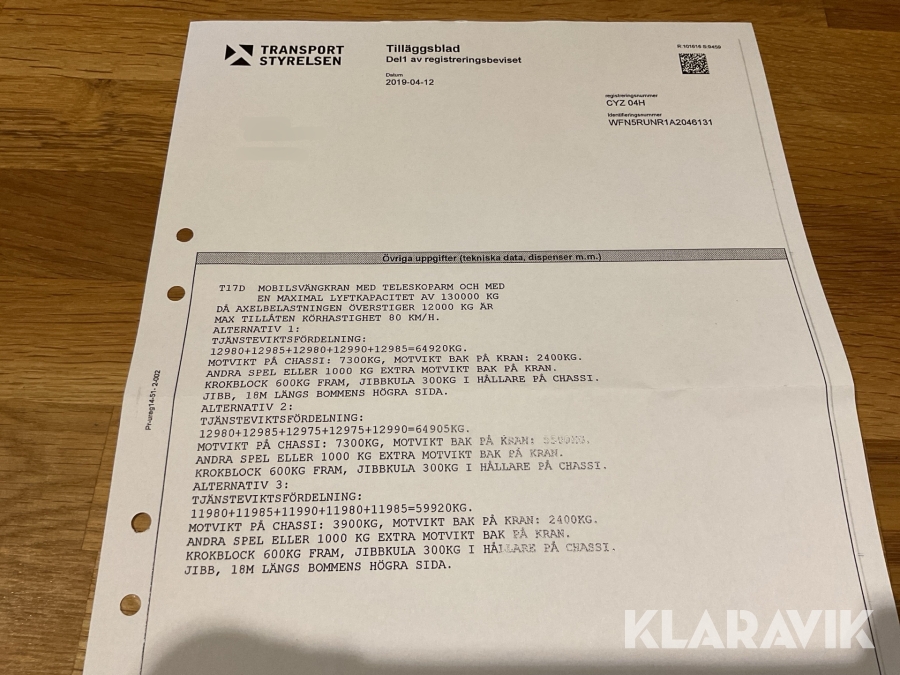 TRANSPORT
STYRELSEN
Tilläggsblad
Del1 av registreringsbeviset
Datum
2019-04-12
registreringsnummer
CYZ 04H
Identifieringsnummer
WFN5RUNR1A2046131
Övriga uppgifter (tekniska data, dispenser m.m.)
T17D MOBILSVÄNGKRAN MED TELESKOPARM OCH MED
EN MAXIMAL LYFTKAPACITET AV 130000 KG
DÅ AXELBELASTNINGEN ÖVERSTIGER 12000 KG ÄR
MAX TILLÅTEN KÖRHASTIGHET 80 KM/H.
ALTERNATIV 1:
TJÄNSTEVIKTSFÖRDELNING:
12980+12985+12980+12990+12985=64920KG.
MOTVIKT PÅ CHASSI: 7300KG, MOTVIKT BAK PÅ KRAN: 2400KG.
ANDRA SPEL ELLER 1000 KG EXTRA MOTVIKT BAK PÅ KRAN.
KROKBLOCK 600KG FRAM, JIBBKULA 300KG I HÅLLARE PÅ CHASSI.
JIBB, 18M LÄNGS BOMMENS HÖGRA SIDA.
ALTERNATIV 2:
TJÄNSTEVIKTSFÖRDELNING:
12980+12985+12975+12975+12990=64905KG.
MOTVIKT PÅ CHASSI: 7300KG, MOTVIKT BAK PÅ KRAN:
ANDRA SPEL ELLER 1000 KG EXTRA MOTVIKT BAK PÅ KRAN.
KROKBLOCK 600KG FRAM, JIBBKULA 300KG I HÅLLARE PÅ CHASSI.
ALTERNATIV 3:
TJÄNSTEVIKTSFÖRDELNING:
11980+11985+11990+11980+11985=59920KG.
MOTVIKT PÅ CHASSI: 3900KG, MOTVIKT BAK PÅ KRAN: 2400KG.
ANDRA SPEL ELLER 1000 KG EXTRA MOTVIKT BAK PÅ KRAN.
KROKBLOCK 600KG FRAM, JIBBKULA 300KG I HÅLLARE PÅ CHASSI.
JIBB, 18M LÄNGS BOMMENS HÖGRA SIDA.
KLARAVIK